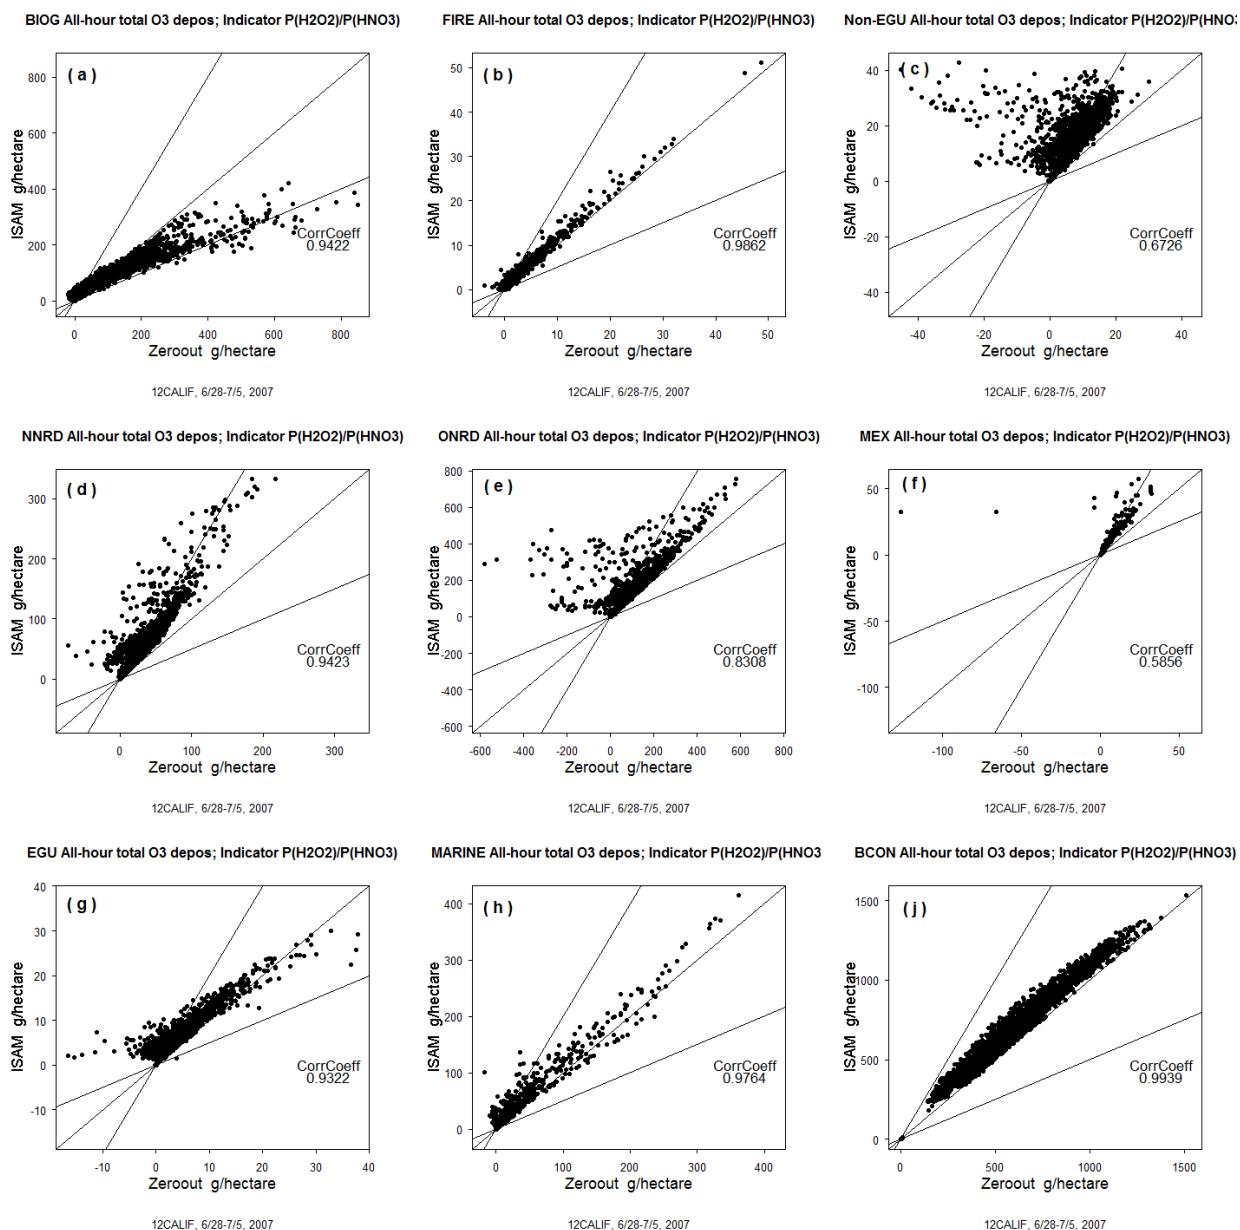 BIOG All-hour total O3 depos; Indicator P(H2O2)/P(HNO3)
( a )
ISAM g/hectare
800
600
400
200
0
CorrCoeff
0.9422
0 200 400 600 800
Zeroout g/hectare
12CALIF, 6/28-7/5, 2007
FIRE All-hour total O3 depos; Indicator P(H2O2)/P(HNO3)
( b )
ISAM g/hectare
50
40
30
20
10
0
CorrCoeff
0.9862
0 10 20 30 40 50
Zeroout g/hectare
12CALIF, 6/28-7/5, 2007
Non-EGU All-hour total O3 depos; Indicator P(H2O2)/P(HNO3
( c )
ISAM g/hectare
40
20
0
-20
-40
CorrCoeff
0.6726
-40 -20 0 20 40
Zeroout g/hectare
12CALIF, 6/28-7/5, 2007
NNRD All-hour total O3 depos; Indicator P(H2O2)/P(HNO3)
( d )
ISAM g/hectare
300
200
100
0
CorrCoeff
0.9423
0 100 200 300
Zeroout g/hectare
12CALIF, 6/28-7/5, 2007
ONRD All-hour total O3 depos; Indicator P(H2O2)/P(HNO3)
( e )
ISAM g/hectare
800
600
400
200
0
-200
-400
-600
CorrCoeff
0.8308
-600 -400 -200 0 200 400 600 800
Zeroout g/hectare
12CALIF, 6/28-7/5, 2007
MEX All-hour total O3 depos; Indicator P(H2O2)/P(HNO3)
( f )
ISAM g/hectare
50
0
-50
-100
CorrCoeff
0.5856
-100 -50 0 50
Zeroout g/hectare
12CALIF, 6/28-7/5, 2007
EGU All-hour total O3 depos; Indicator P(H2O2)/P(HNO3)
( g )
ISAM g/hectare
40
30
20
10
0
-10
CorrCoeff
0.9322
-10 0 10 20 30 40
Zeroout g/hectare
12CALIF, 6/28-7/5, 2007
MARINE All-hour total O3 depos; Indicator P(H2O2)/P(HNO3
( h )
ISAM g/hectare
400
300
200
100
0
CorrCoeff
0.9764
0 100 200 300 400
Zeroout g/hectare
12CALIF, 6/28-7/5, 2007
BCON All-hour total O3 depos; Indicator P(H2O2)/P(HNO3)
( j )
ISAM g/hectare
1500
1000
500
0
CorrCoeff
0.9939
0 500 1000 1500
Zeroout g/hectare
12CALIF, 6/28-7/5, 2007